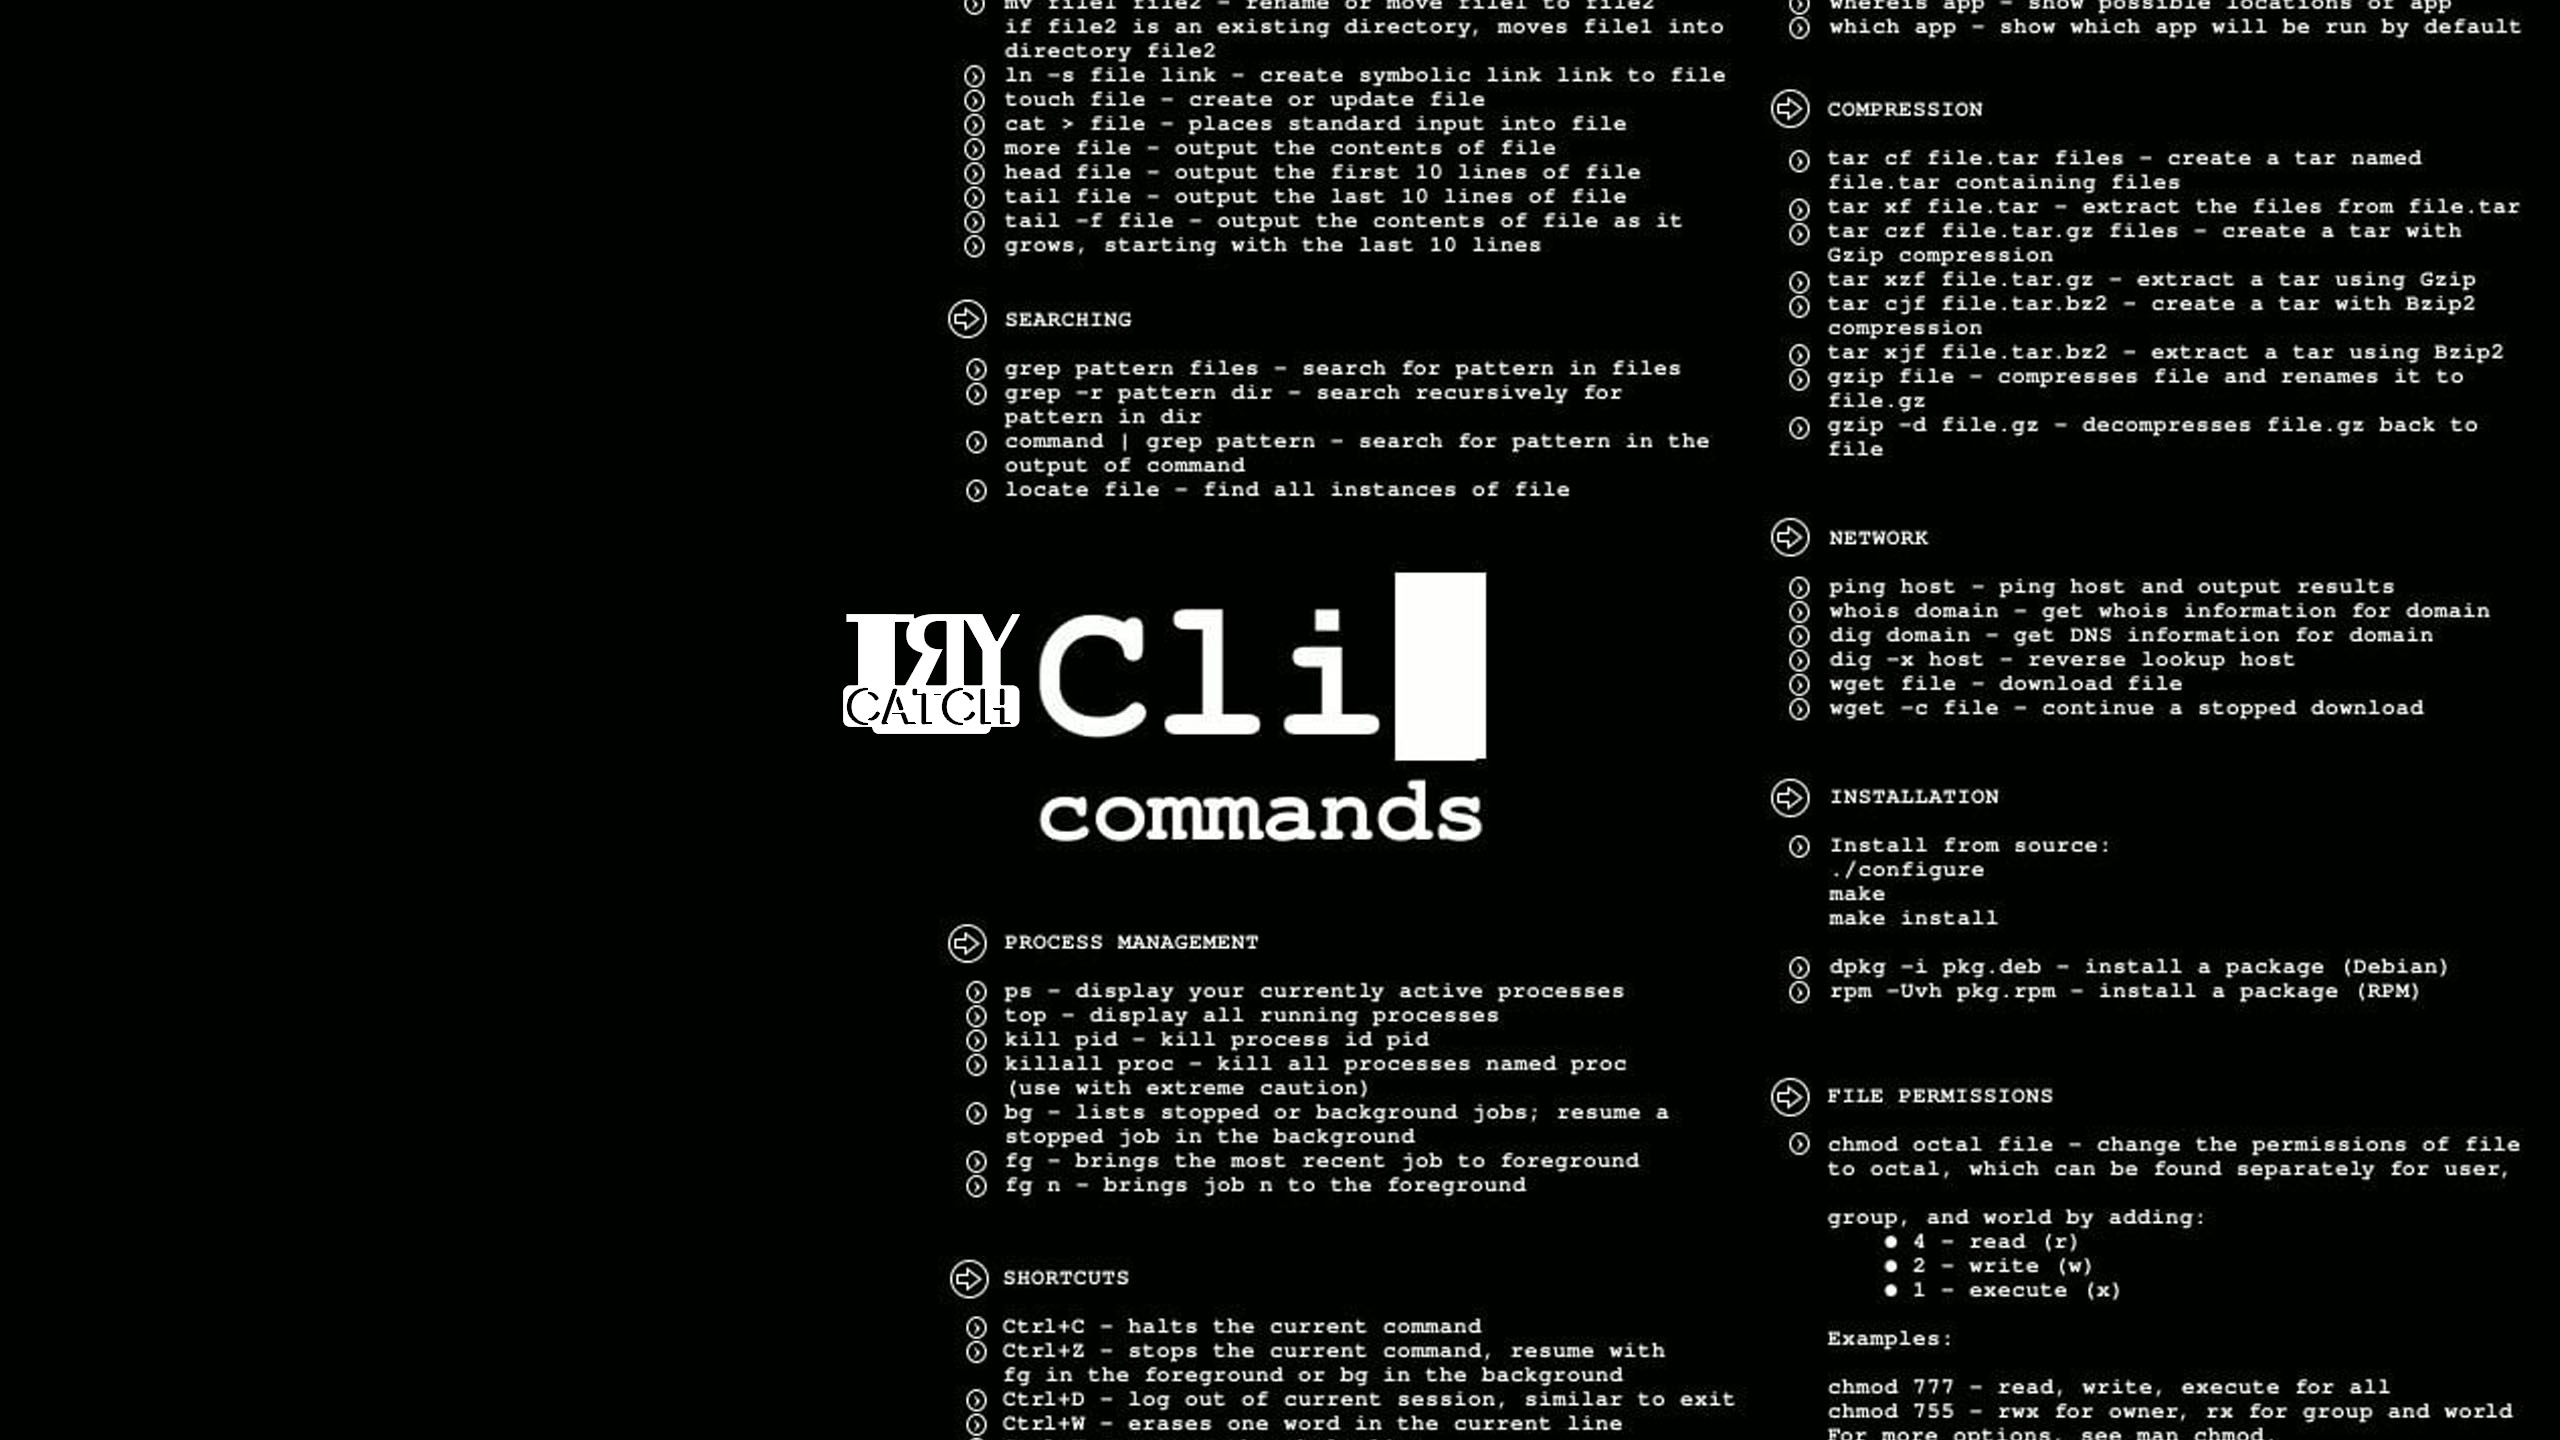 mv file1 file2 - rename or move file1 to file2
if file2 is an existing directory, moves file1 into
directory file2
ln -s file link - create symbolic link link to file
touch file - create or update file
cat > file - places standard input into file
more file - output the contents of file
head file - output the first 10 lines of file
tail file - output the last 10 lines of file
tail -f file - output the contents of file as it
grows, starting with the last 10 lines
SEARCHING
grep pattern files - search for pattern in files
grep -r pattern dir - search recursively for
pattern in dir
command | grep pattern - search for pattern in the
output of command
locate file - find all instances of file
TRY
CATCH
Cli
commands
PROCESS MANAGEMENT
ps - display your currently active processes
top - display all running processes
kill pid - kill process id pid
killall proc - kill all processes named proc
(use with extreme caution)
bg - lists stopped or background jobs; resume a
stopped job in the background
fg - brings the most recent job to foreground
fg n - brings job n to the foreground
SHORTCUTS
Ctrl+C - halts the current command
Ctrl+Z - stops the current command, resume with
fg in the foreground or bg in the background
Ctrl+D - log out of current session, similar to exit
Ctrl+W - erases one word in the current line
whereis app - show possible locations of app
which app - show which app will be run by default
COMPRESSION
tar cf file.tar files - create a tar named
file.tar containing files
tar xf file.tar - extract the files from file.tar
tar czf file.tar.gz files - create a tar with
Gzip compression
tar xzf file.tar.gz - extract a tar using Gzip
tar cjf file.tar.bz2 - create a tar with Bzip2
compression
tar xjf file.tar.bz2 - extract a tar using Bzip2
gzip file - compresses file and renames it to
file.gz
gzip -d file.gz - decompresses file.gz back to
file
NETWORK
ping host - ping host and output results
whois domain - get whois information for domain
dig domain - get DNS information for domain
dig -x host - reverse lookup host
wget file - download file
wget -c file - continue a stopped download
INSTALLATION
Install from source:
./configure
make
make install
dpkg -i pkg.deb - install a package (Debian)
rpm -Uvh pkg.rpm - install a package (RPM)
FILE PERMISSIONS
chmod octal file - change the permissions of file
to octal, which can be found separately for user,
group, and world by adding:
● 4 - read (r)
● 2 - write (w)
● 1 - execute (x)
Examples:
chmod 777 - read, write, execute for all
chmod 755 - rwx for owner, rx for group and world
For more options, see man chmod.